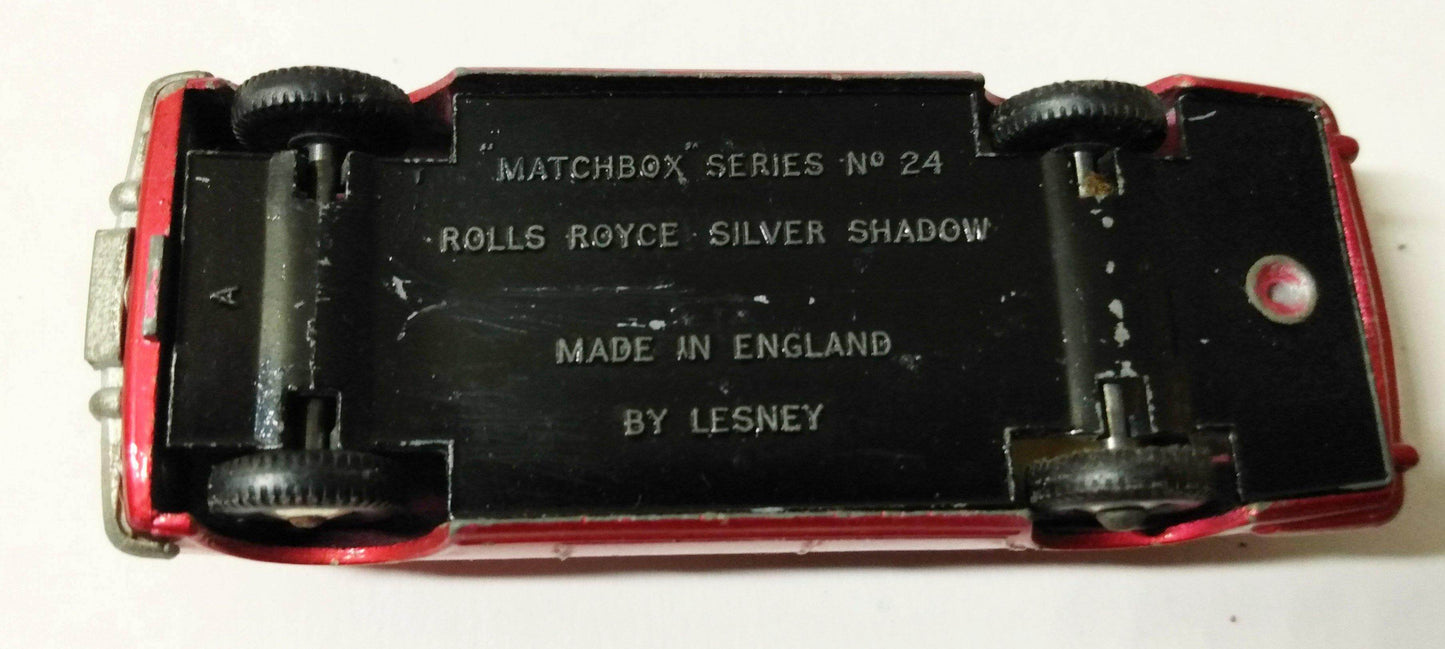 "MATCHBOX" SERIES Nº 24
ROLLS ROYCE SILVER SHADOW
MADE IN ENGLAND
BY LESNEY
A